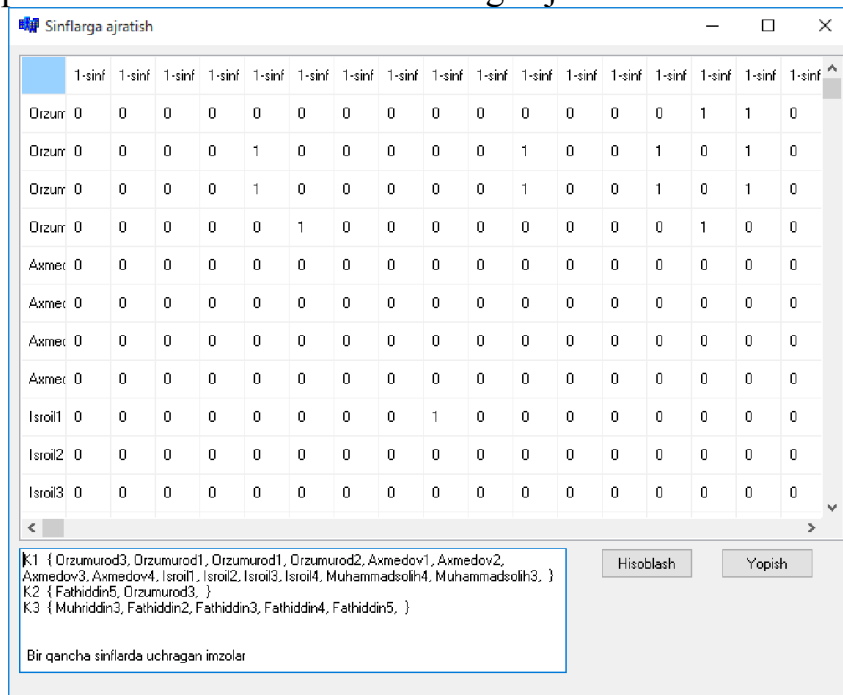 Sinflarga ajratish
1-sinf 1-sinf 1-sinf 1-sinf 1-sinf 1-sinf 1-sinf 1-sinf 1-sinf 1-sinf 1-sinf 1-sinf 1-sinf 1-sinf 1-sinf 1-sinf 1-sinf
Orzum 0 0 0 0 0 0 0 0 0 0 0 0 0 0 1 1 0
Orzum 0 0 0 0 1 0 0 0 0 0 1 0 0 1 0 1 0
Orzum 0 0 0 0 1 0 0 0 0 0 1 0 0 1 0 1 0
Orzum 0 0 0 0 0 1 0 0 0 0 0 0 0 0 1 0 0
Axmed 0 0 0 0 0 0 0 0 0 0 0 0 0 0 0 0 0
Axmed 0 0 0 0 0 0 0 0 0 0 0 0 0 0 0 0 0
Axmed 0 0 0 0 0 0 0 0 0 0 0 0 0 0 0 0 0
Axmed 0 0 0 0 0 0 0 0 0 0 0 0 0 0 0 0 0
Isroil1 0 0 0 0 0 0 0 0 1 0 0 0 0 0 0 0 0
Isroil2 0 0 0 0 0 0 0 0 0 0 0 0 0 0 0 0 0
Isroil3 0 0 0 0 0 0 0 0 0 0 0 0 0 0 0 0 0
K1 { Orzumurod3, Orzumurod1, Orzumurod1, Orzumurod2, Axmedov1, Axmedov2,
Axmedov3, Axmedov4, Isroil1, Isroil2, Isroil3, Isroil4, Muhammadsolih4, Muhammadsolih3, }
K2 { Fathiddin5, Orzumurod3, }
K3 { Muhriddin3, Fathiddin2, Fathiddin3, Fathiddin4, Fathiddin5, }
Bir qancha sinflarda uchragan imzolar
Hisoblash
Yopish